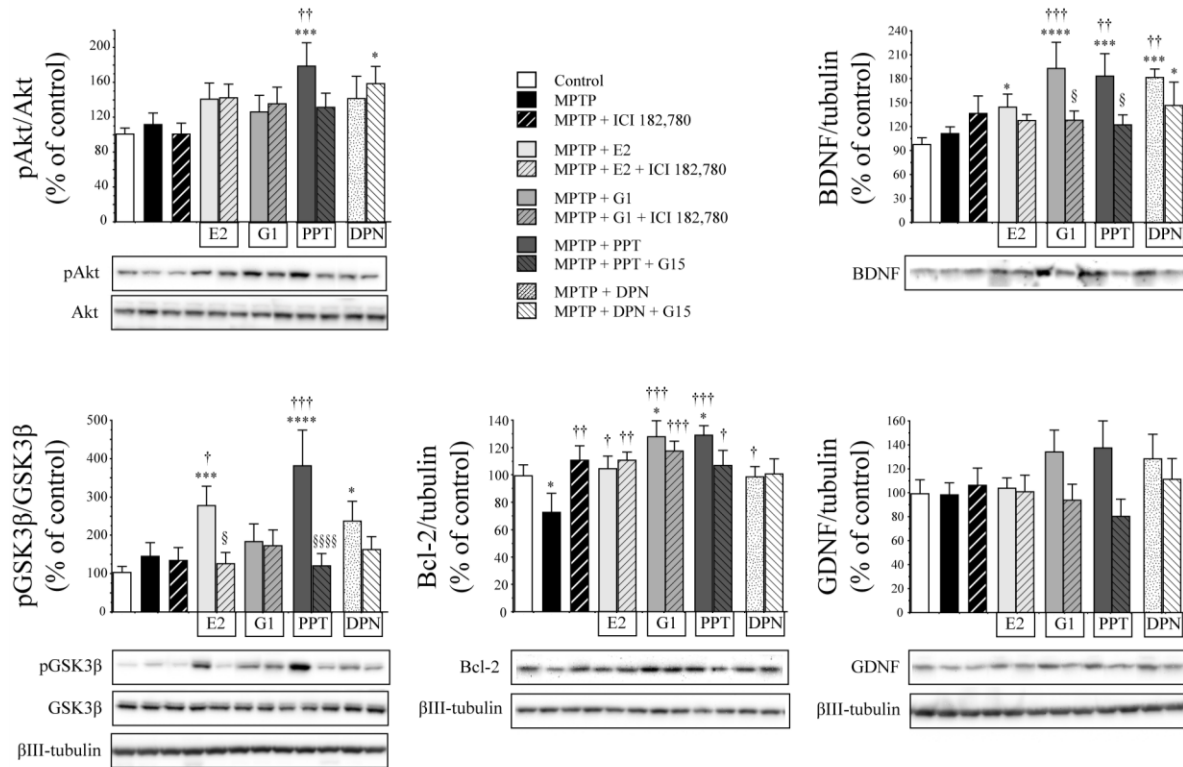 pAkt/Akt
(% of control)
200
160
120
80
40
0
††
***
*
E2
G1
PPT
DPN
pAkt
Akt
Control
MPTP
MPTP + ICI 182,780
MPTP + E2
MPTP + E2 + ICI 182,780
MPTP + G1
MPTP + G1 + ICI 182,780
MPTP + PPT
MPTP + PPT + G15
MPTP + DPN
MPTP + DPN + G15
BDNF/tubulin
(% of control)
240
210
180
150
120
90
60
30
0
*
†††
****
§
††
***
§
††
***
*
E2
G1
PPT
DPN
BDNF
pGSK3β/GSK3β
(% of control)
500
400
300
200
100
0
†
***
§
†††
****
§§§§
*
E2
G1
PPT
DPN
pGSK3β
GSK3β
βIII-tubulin
Bcl-2/tubulin
(% of control)
140
120
100
80
60
40
20
0
*
††
†
††
†††
*
†††
†††
*
†
†
E2
G1
PPT
DPN
Bcl-2
βIII-tubulin
GDNF/tubulin
(% of control)
160
140
120
100
80
60
40
20
0
E2
G1
PPT
DPN
GDNF
βIII-tubulin